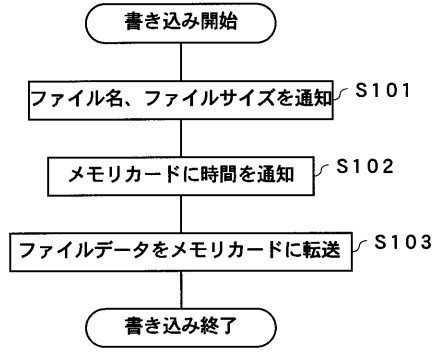 書き込み開始
ファイル名、ファイルサイズを通知
S101
メモリカードに時間を通知
S102
ファイルデータをメモリカードに転送
S103
書き込み終了